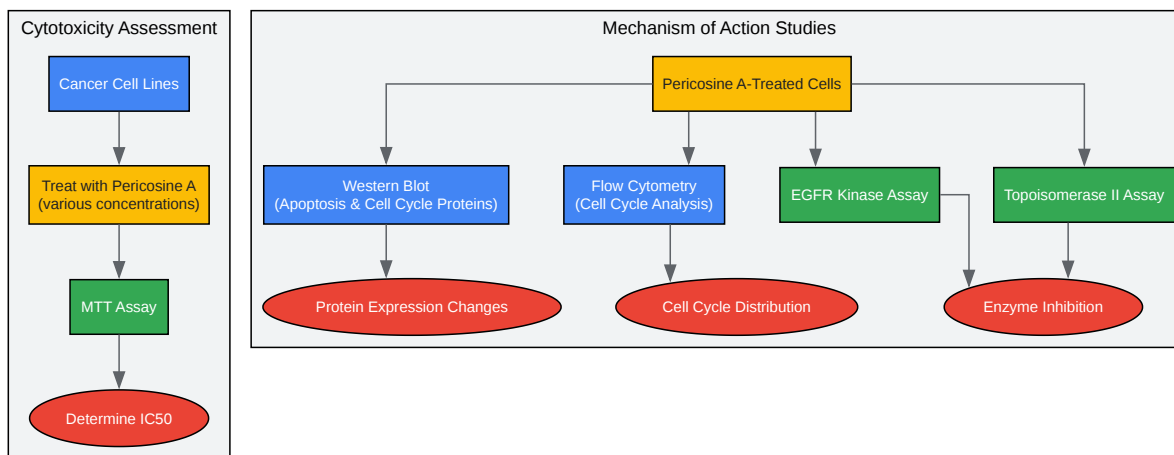 Cytotoxicity Assessment
Cancer Cell Lines
Treat with Pericosine A
(various concentrations)
MTT Assay
Determine IC50
Mechanism of Action Studies
Pericosine A-Treated Cells
Western Blot
(Apoptosis & Cell Cycle Proteins)
Flow Cytometry
(Cell Cycle Analysis)
EGFR Kinase Assay
Topoisomerase II Assay
Protein Expression Changes
Cell Cycle Distribution
Enzyme Inhibition